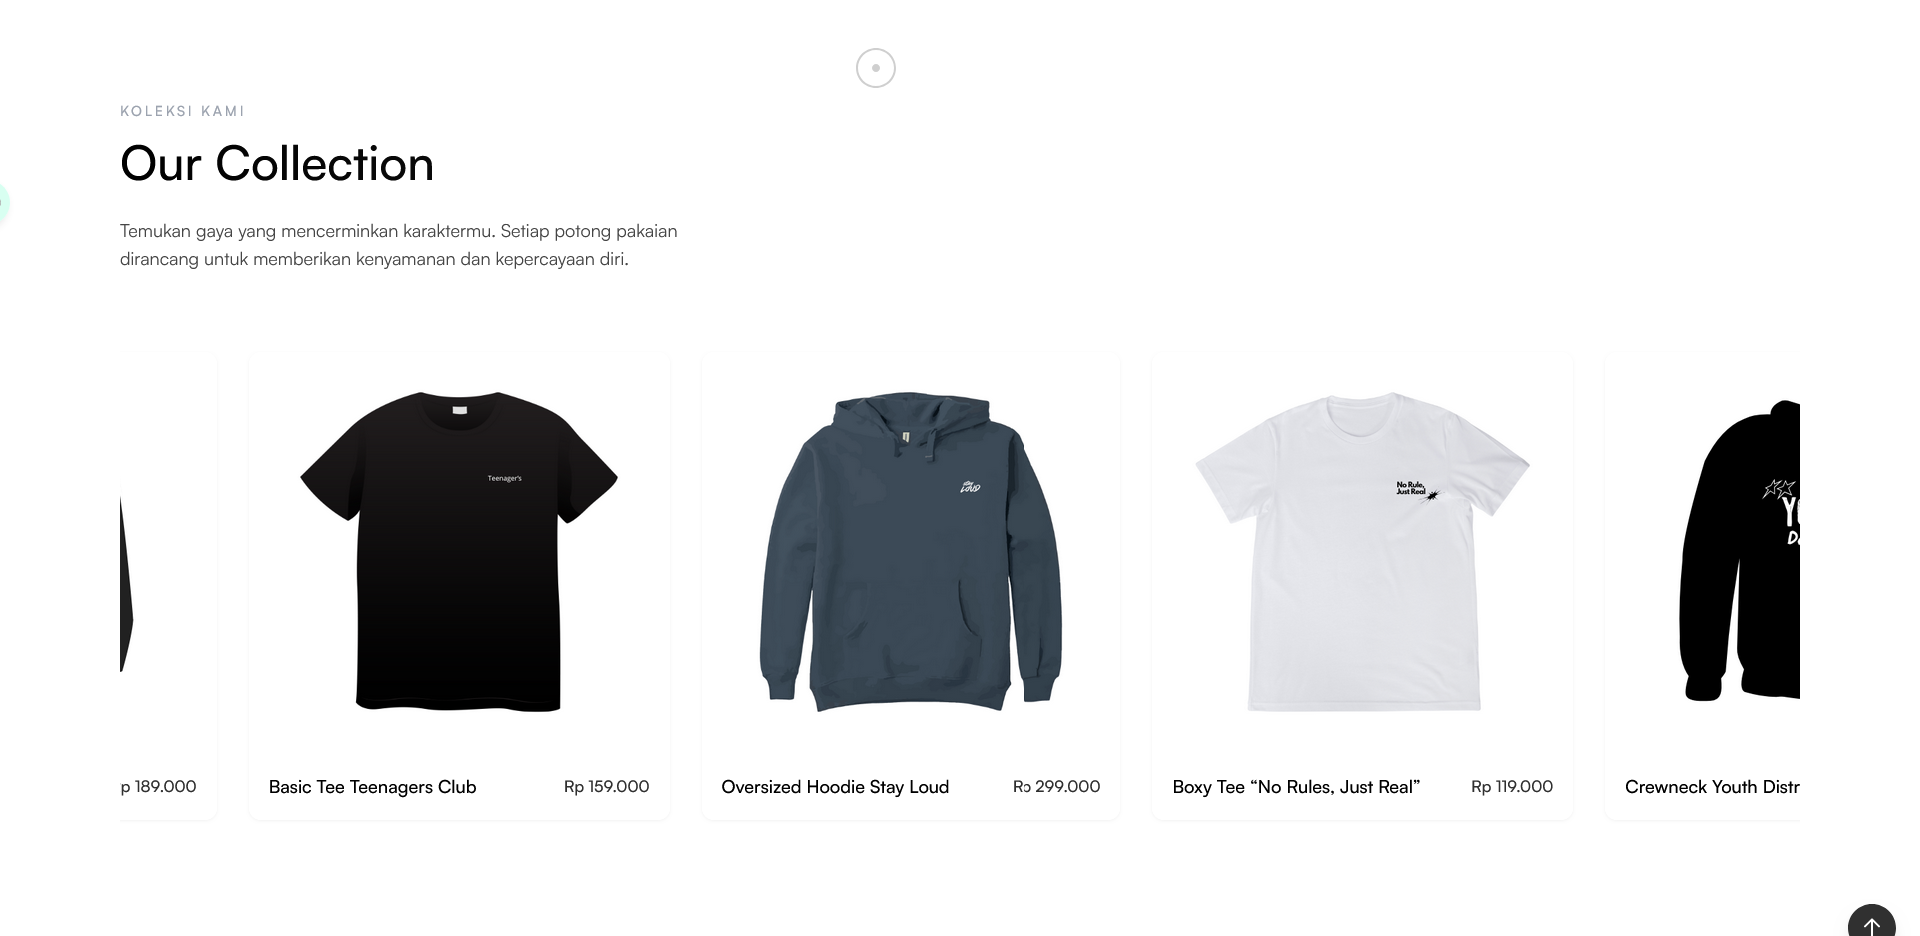 KOLEKSI KAMI
Our Collection
Temukan gaya yang mencerminkan karaktermu. Setiap potong pakaian
dirancang untuk memberikan kenyamanan dan kepercayaan diri.
Teenager's
stay
LOUD
No Rule,
Just Real
189.000
Basic Tee Teenagers Club
Rp 159.000
Oversized Hoodie Stay Loud
Rp 299.000
Boxy Tee “No Rules, Just Real”
Rp 119.000
Crewneck Youth